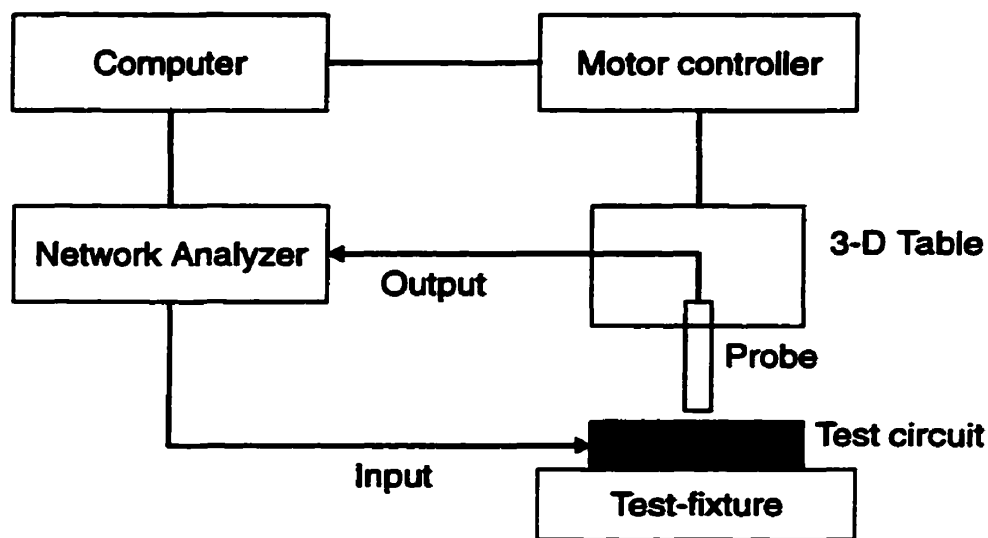 Computer
Motor controller
Network Analyzer
3-D Table
Output
Probe
Test circuit
Input
Test-fixture